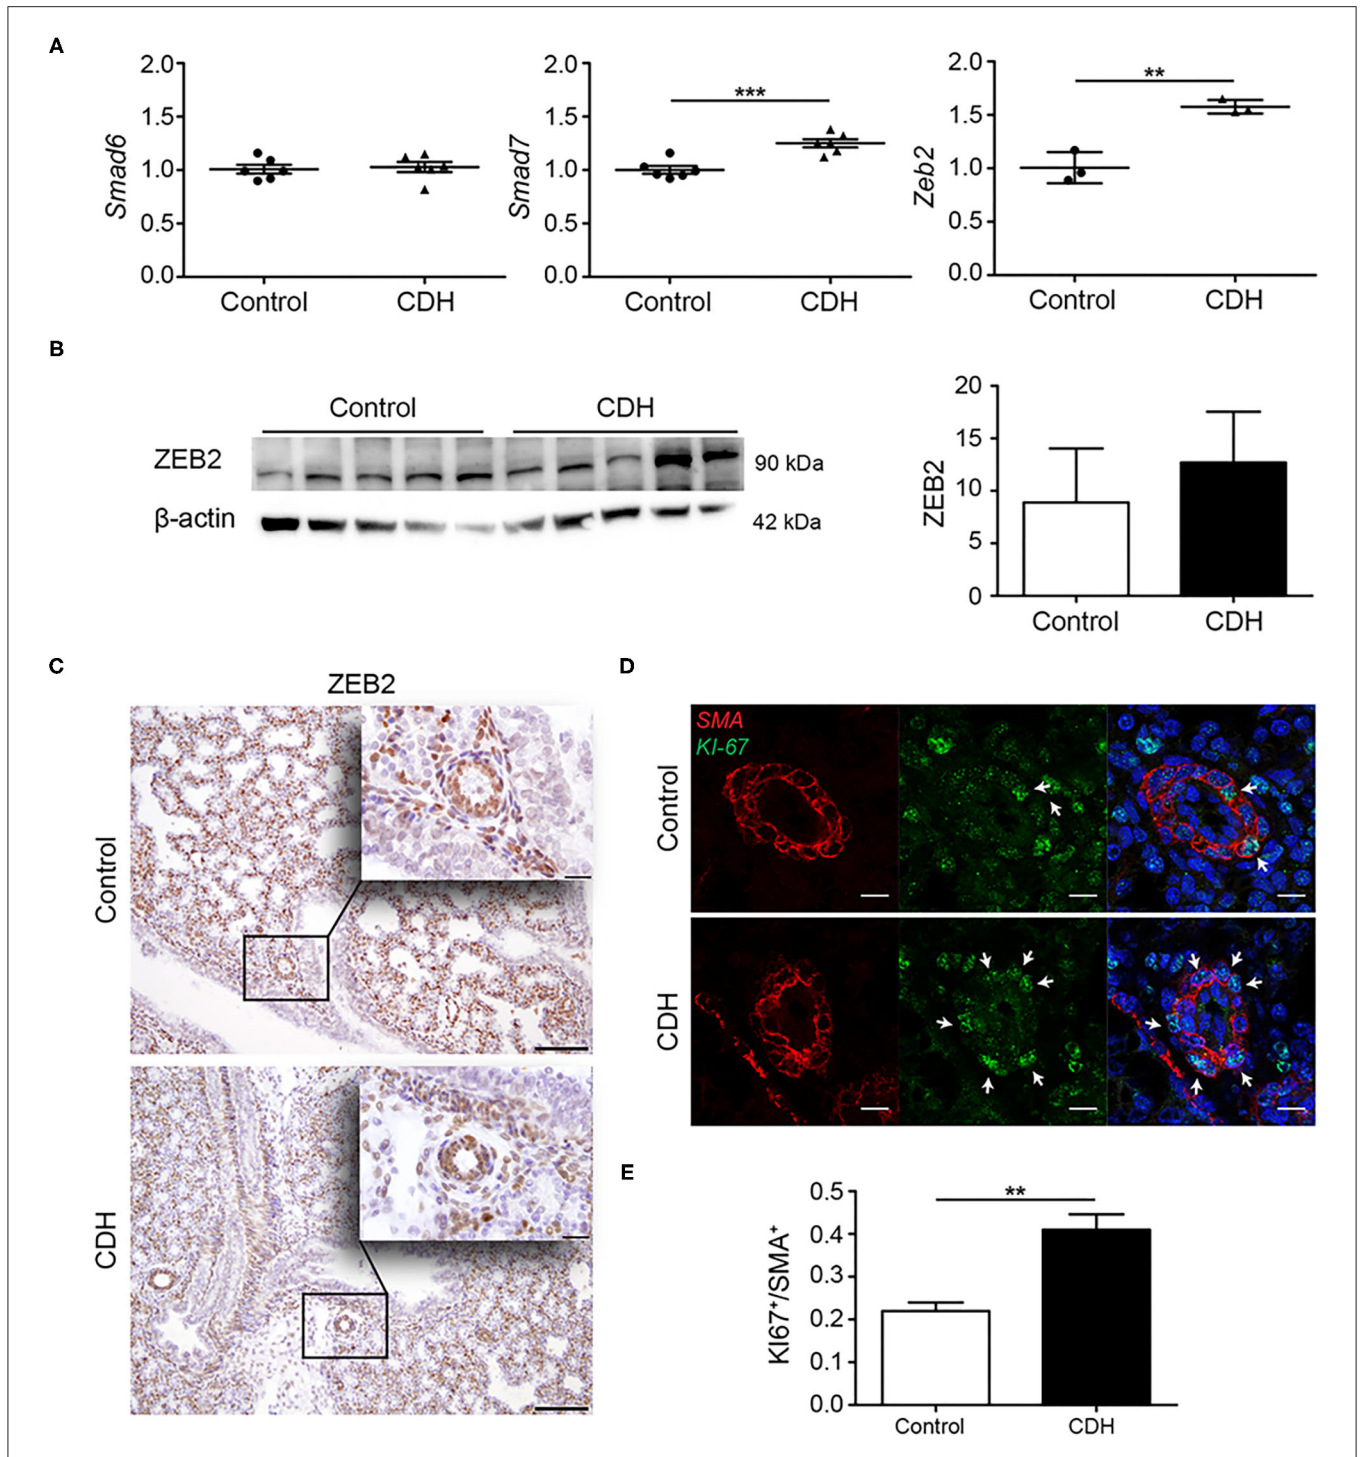 A
Smad6
2.0
1.5
1.0
0.5
0.0
Control CDH
Smad7
2.0
1.5
1.0
0.5
0.0
***
Control CDH
Zeb2
2.0
1.5
1.0
0.5
0.0
**
Control CDH
B
Control CDH
ZEB2 90 kDa
β-actin 42 kDa
ZEB2
20
15
10
5
0
Control CDH
C
ZEB2
Control
CDH
D
SMA
KI-67
Control
CDH
E
KI67⁺/SMA⁺
0.5
0.4
0.3
0.2
0.1
0.0
**
Control CDH